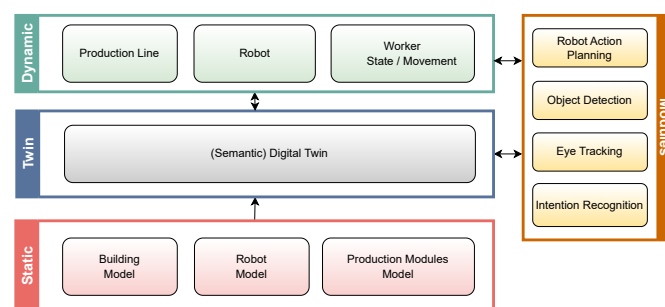 Dynamic
Production Line
Robot
Worker
State / Movement
Twin
(Semantic) Digital Twin
Static
Building
Model
Robot
Model
Production Modules
Model
Robot Action
Planning
Object Detection
Eye Tracking
Intention Recognition
Modules